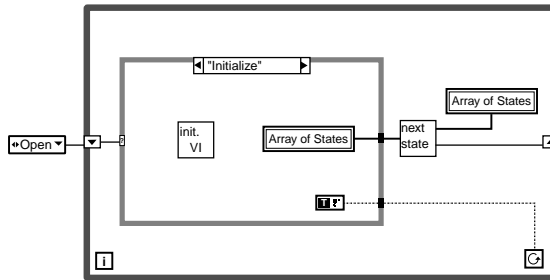 "Initialize"
Array of States
Open
init.
VI
Array of States
next
state
?
T F
i